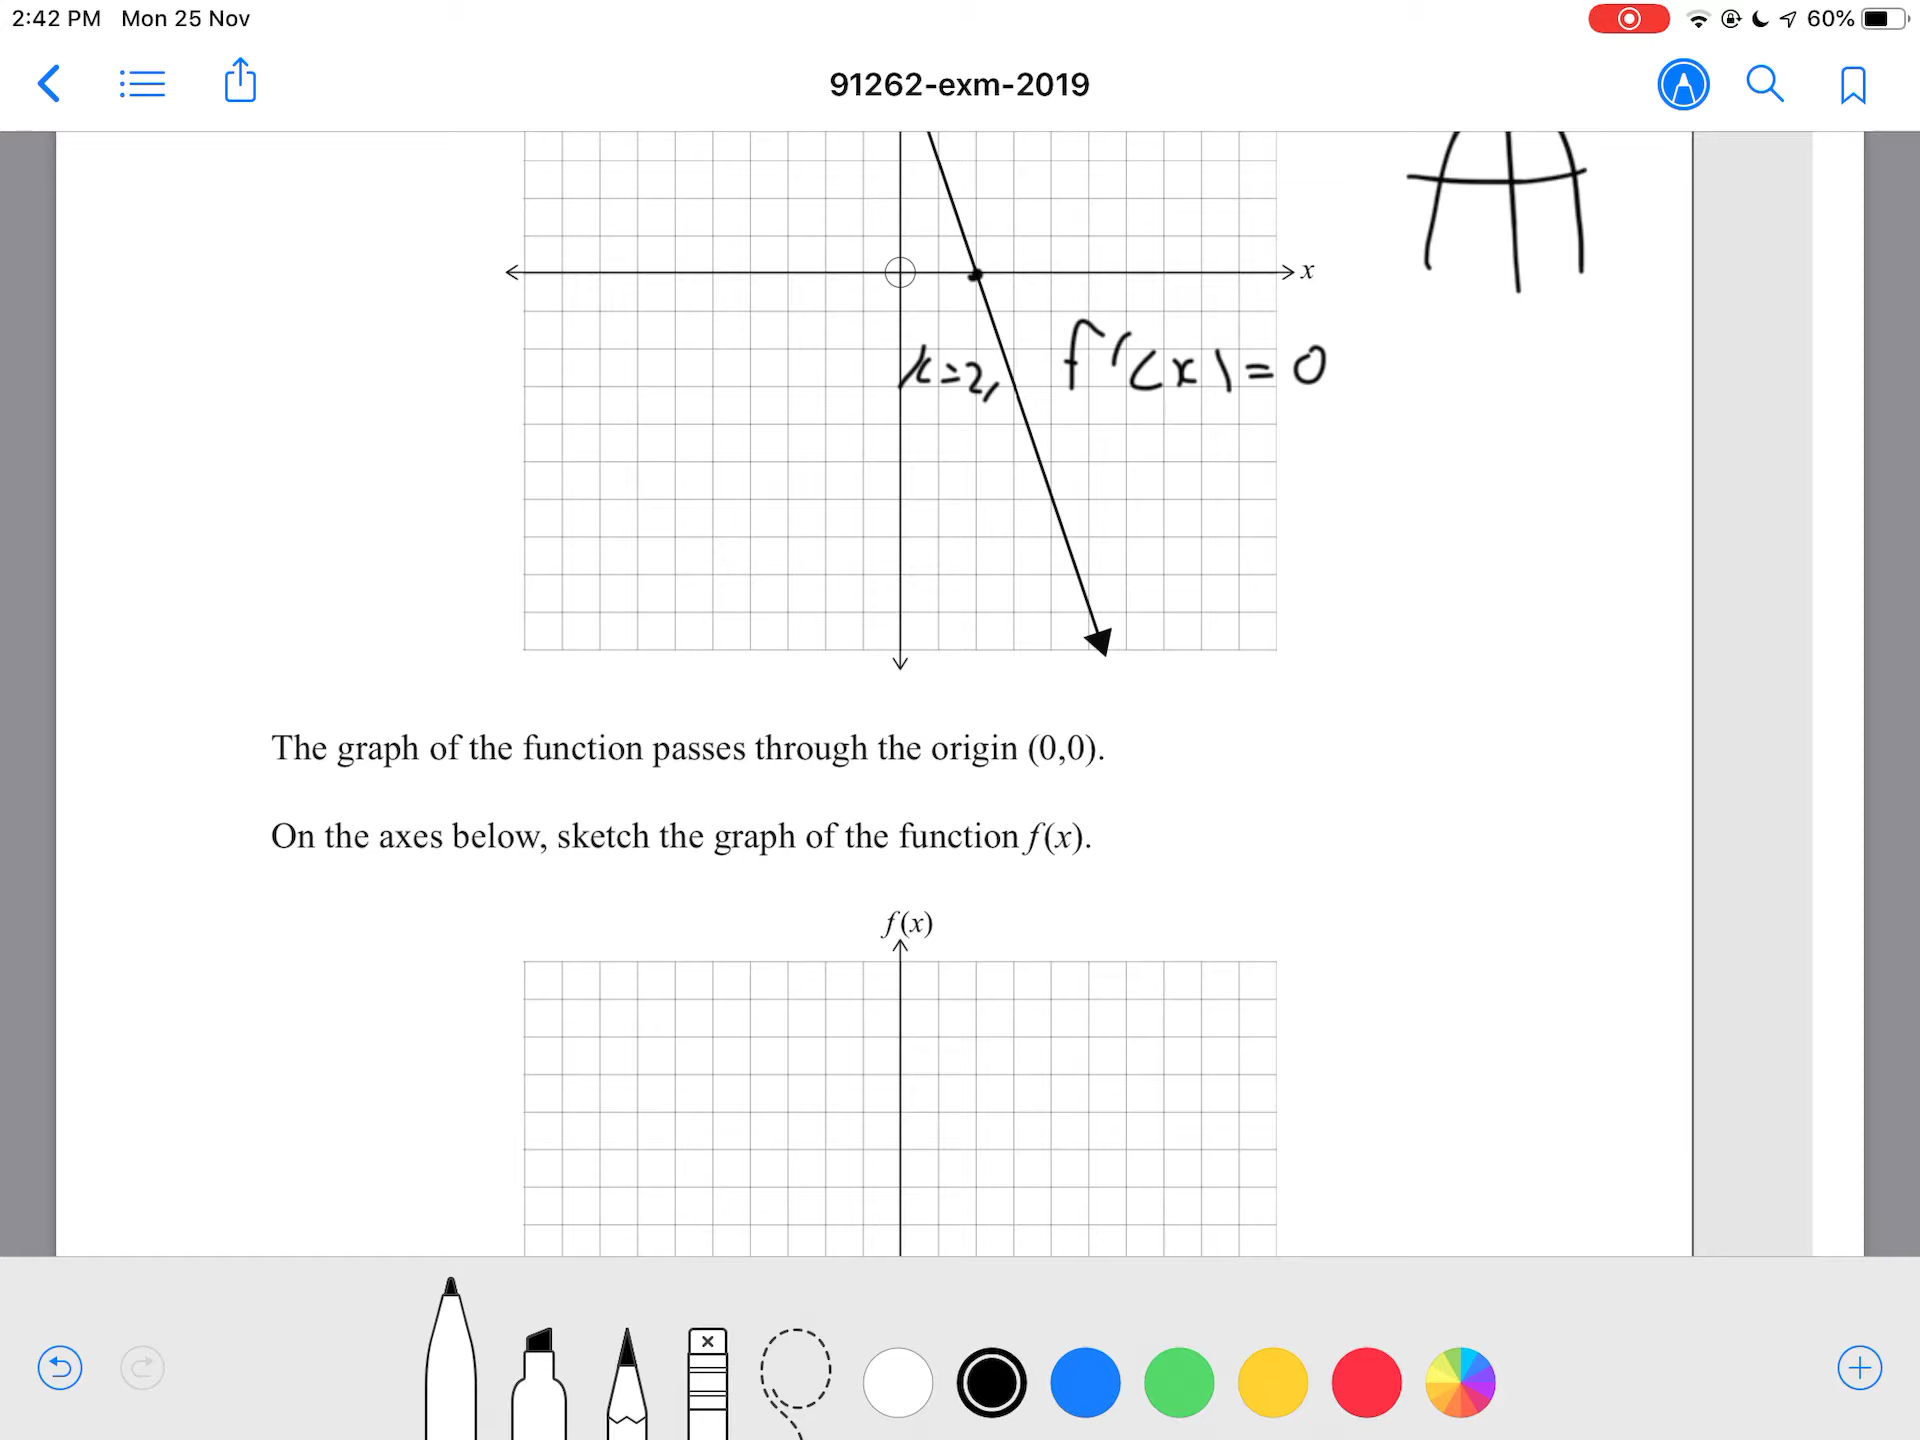 2:42 PM Mon 25 Nov 60%
91262-exm-2019
x
x=2, f'(x)=0
The graph of the function passes through the origin (0,0).
On the axes below, sketch the graph of the function f(x).
f(x)